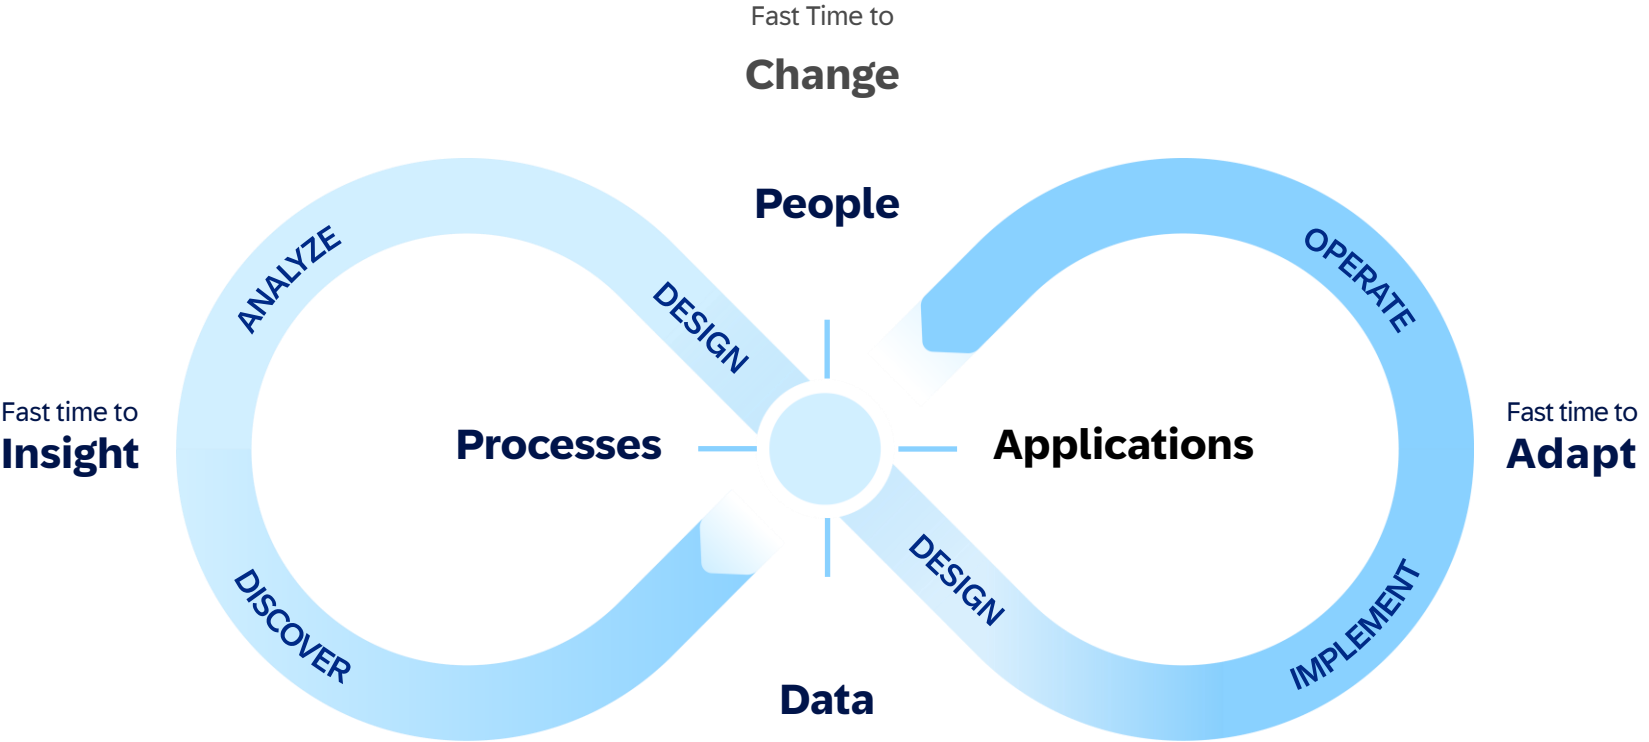 Fast Time to
Change
People
ANALYZE
OPERATE
DESIGN
Fast time to
Insight
Processes
Applications
Fast time to
Adapt
DISCOVER
DESIGN
IMPLEMENT
Data